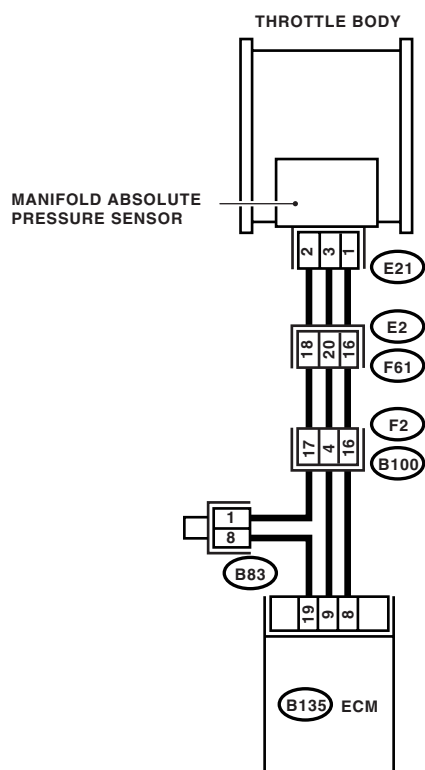 THROTTLE BODY
MANIFOLD ABSOLUTE
PRESSURE SENSOR
2 3 1
E21
E2
18 20 16
F61
F2
17 4 16
B100
1
8
B83
19 9 8
B135 ECM